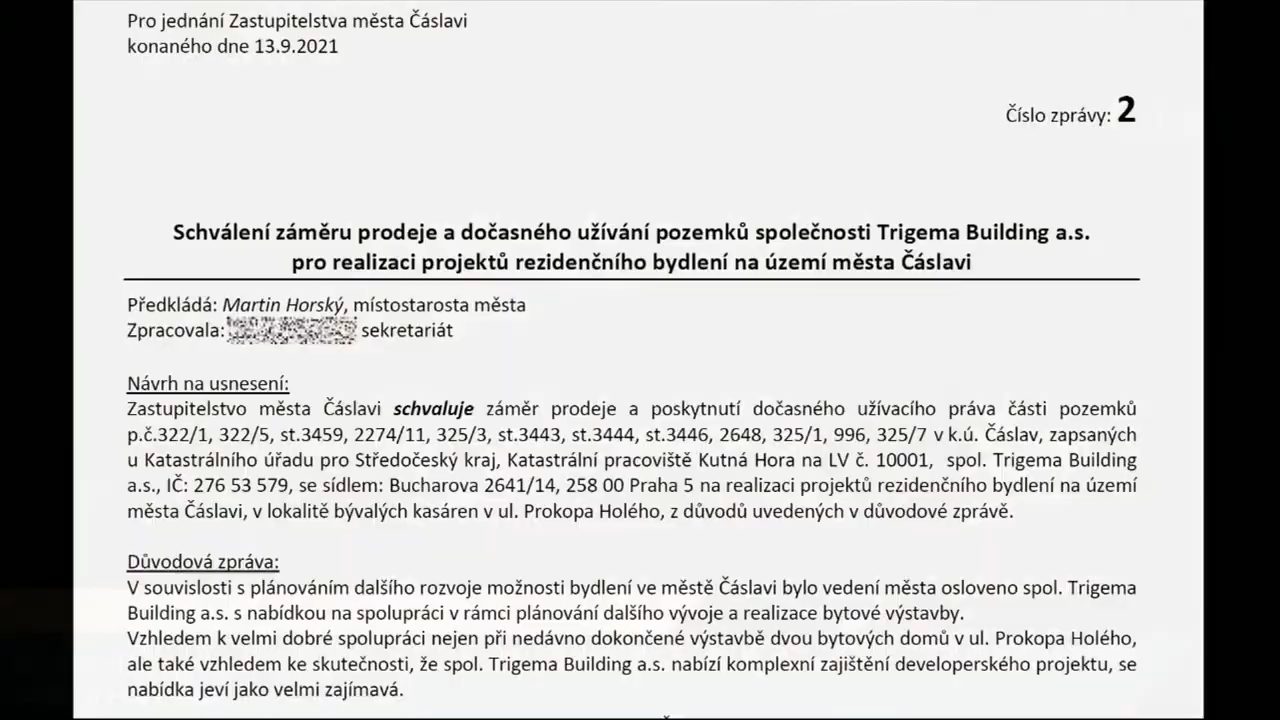 Pro jednání Zastupitelstva města Čáslavi
konaného dne 13.9.2021
Číslo zprávy: 2
Schválení záměru prodeje a dočasného užívání pozemků společnosti Trigema Building a.s.
pro realizaci projektů rezidenčního bydlení na území města Čáslavi
Předkládá: Martin Horský, místostarosta města
Zpracovala: sekretariát
Návrh na usnesení:
Zastupitelstvo města Čáslavi schvaluje záměr prodeje a poskytnutí dočasného užívacího práva části pozemků
p.č.322/1, 322/5, st.3459, 2274/11, 325/3, st.3443, st.3444, st.3446, 2648, 325/1, 996, 325/7 v k.ú. Čáslav, zapsaných
u Katastrálního úřadu pro Středočeský kraj, Katastrální pracoviště Kutná Hora na LV č. 10001, spol. Trigema Building
a.s., IČ: 276 53 579, se sídlem: Bucharova 2641/14, 258 00 Praha 5 na realizaci projektů rezidenčního bydlení na území
města Čáslavi, v lokalitě bývalých kasáren v ul. Prokopa Holého, z důvodů uvedených v důvodové zprávě.
Důvodová zpráva:
V souvislosti s plánováním dalšího rozvoje možnosti bydlení ve městě Čáslavi bylo vedení města osloveno spol. Trigema
Building a.s. s nabídkou na spolupráci v rámci plánování dalšího vývoje a realizace bytové výstavby.
Vzhledem k velmi dobré spolupráci nejen při nedávno dokončené výstavbě dvou bytových domů v ul. Prokopa Holého,
ale také vzhledem ke skutečnosti, že spol. Trigema Building a.s. nabízí komplexní zajištění developerského projektu, se
nabídka jeví jako velmi zajímavá.